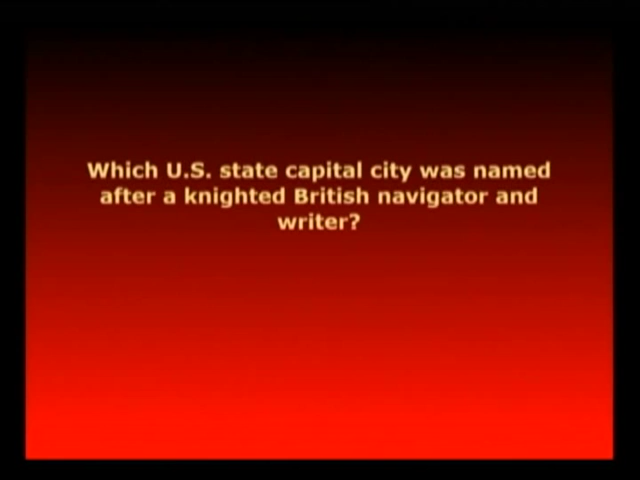 Which U.S. state capital city was named
after a knighted British navigator and
writer?